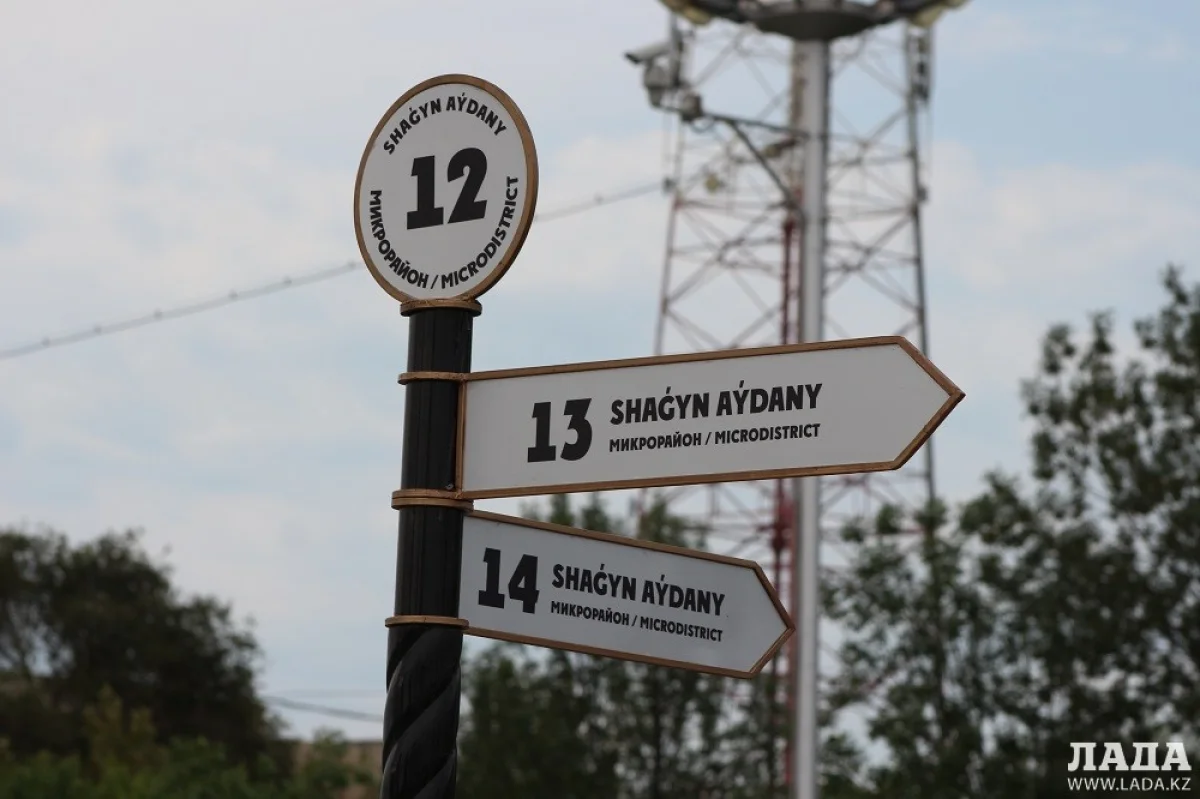 SHAǴYN AÝDANY
12
МИКРОРАЙОН / MICRODISTRICT
13 SHAǴYN AÝDANY
МИКРОРАЙОН / MICRODISTRICT
14 SHAǴYN AÝDANY
МИКРОРАЙОН / MICRODISTRICT
ЛАДА
WWW.LADA.KZ